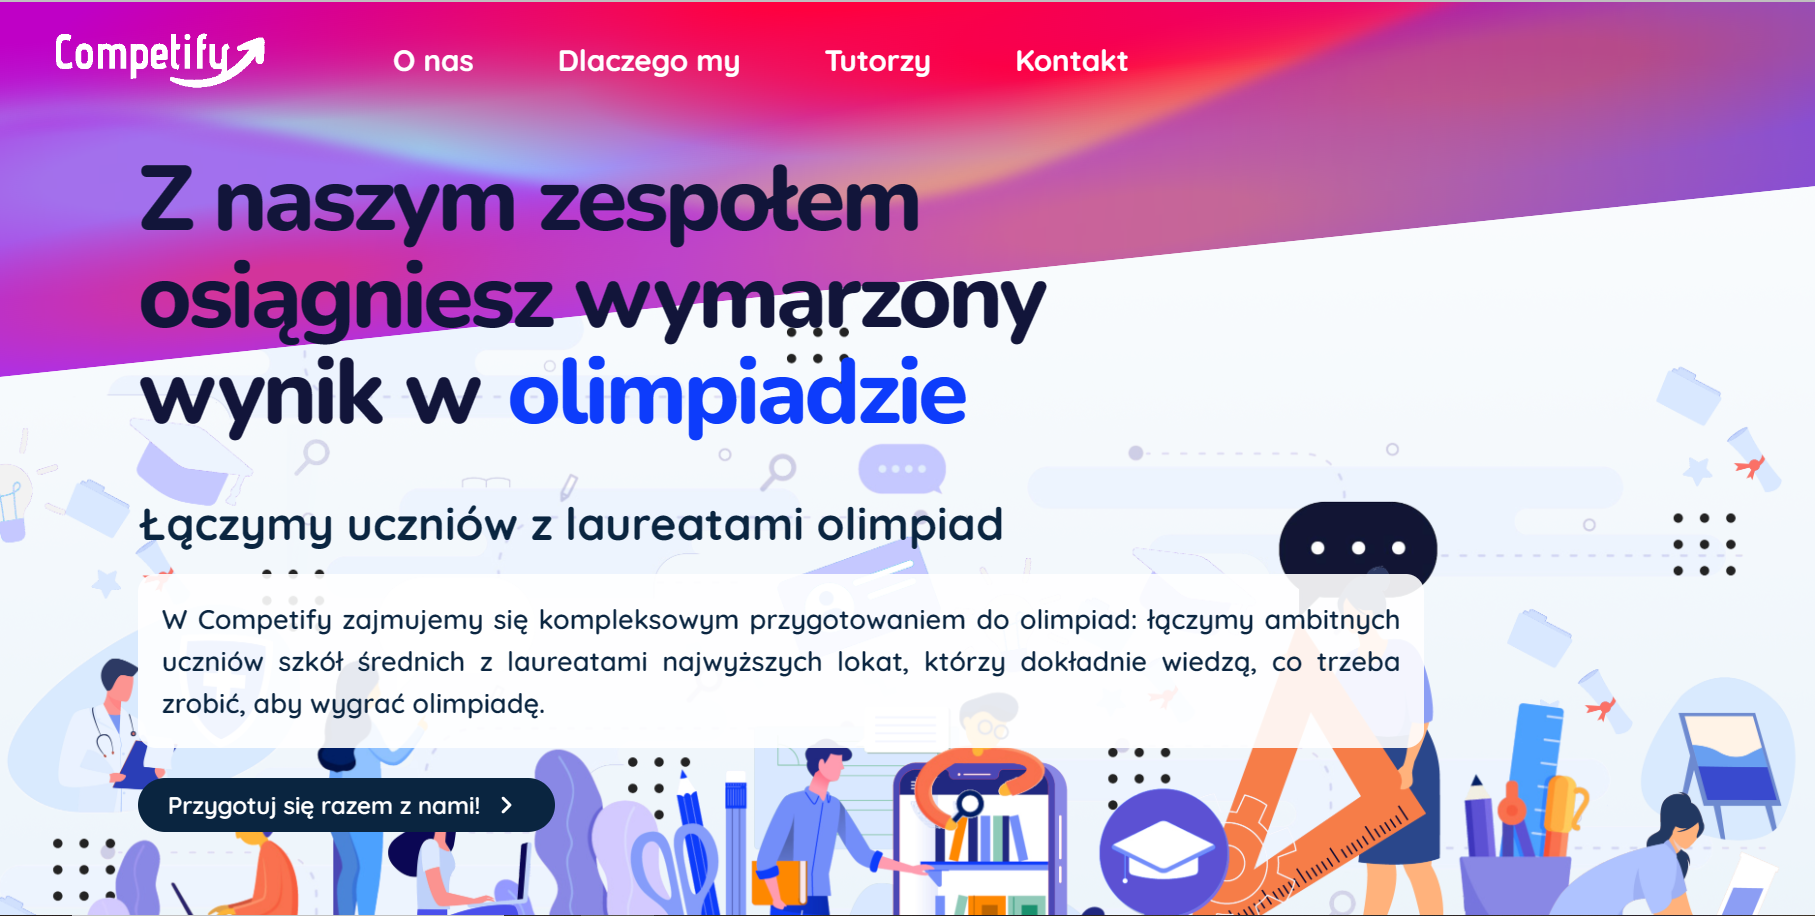 Competify
O nas
Dlaczego my
Tutorzy
Kontakt
Z naszym zespołem
osiągniesz wymarzony
wynik w olimpiadzie
Łączymy uczniów z laureatami olimpiad
W Competify zajmujemy się kompleksowym przygotowaniem do olimpiad: łączymy ambitnych
uczniów szkół średnich z laureatami najwyższych lokat, którzy dokładnie wiedzą, co trzeba
zrobić, aby wygrać olimpiadę.
Przygotuj się razem z nami!